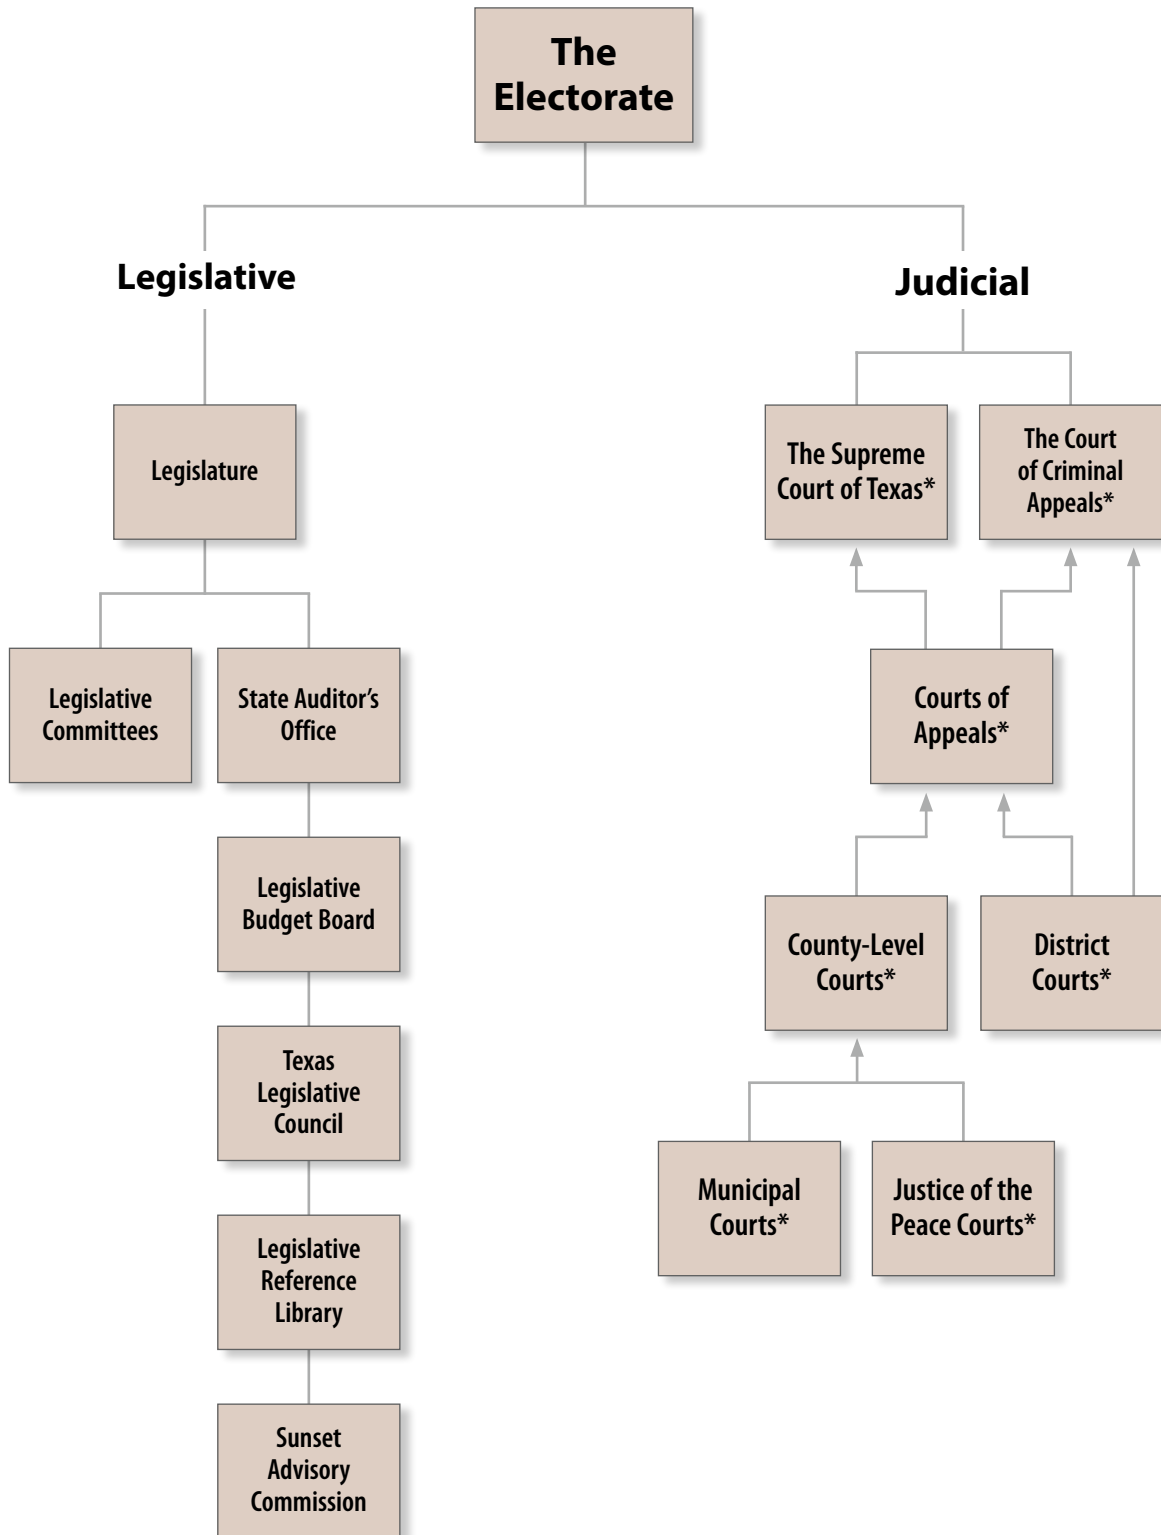 The
Electorate
Legislative
Judicial
Legislature
The Supreme
Court of Texas*
The Court
of Criminal
Appeals*
Legislative
Committees
State Auditor's
Office
Courts of
Appeals*
Legislative
Budget Board
County-Level
Courts*
District
Courts*
Texas
Legislative
Council
Municipal
Courts*
Justice of the
Peace Courts*
Legislative
Reference
Library
Sunset
Advisory
Commission